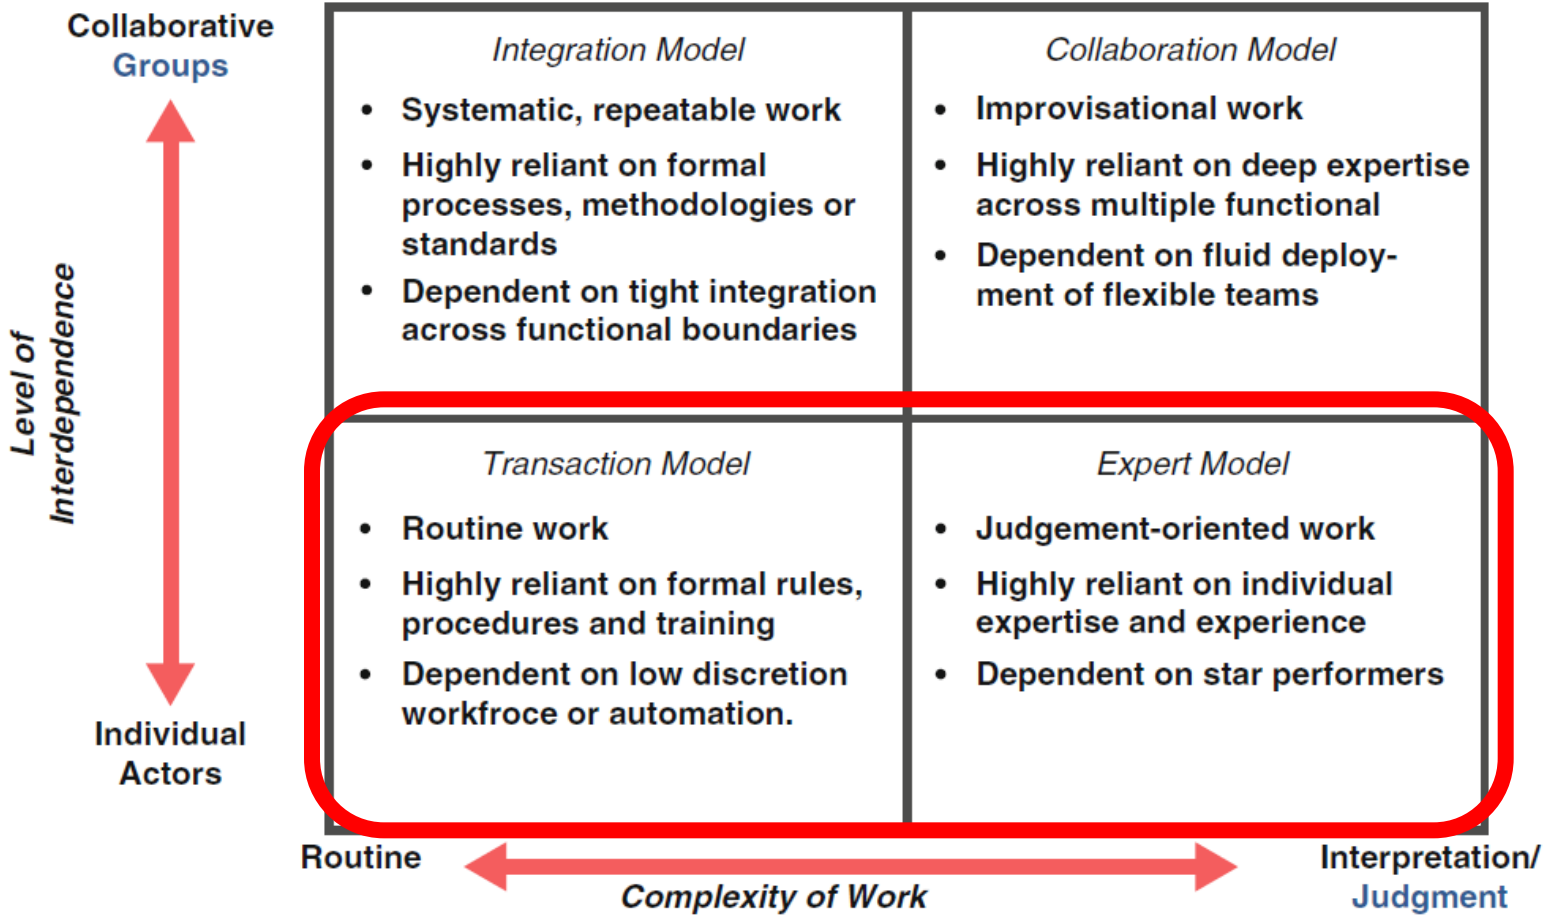 Collaborative
Groups
Level of
Interdependence
Individual
Actors
Integration Model
• Systematic, repeatable work
• Highly reliant on formal
processes, methodologies or
standards
• Dependent on tight integration
across functional boundaries
Collaboration Model
• Improvisational work
• Highly reliant on deep expertise
across multiple functional
• Dependent on fluid deploy-
ment of flexible teams
Transaction Model
• Routine work
• Highly reliant on formal rules,
procedures and training
• Dependent on low discretion
workfroce or automation.
Expert Model
• Judgement-oriented work
• Highly reliant on individual
expertise and experience
• Dependent on star performers
Routine
Complexity of Work
Interpretation/
Judgment